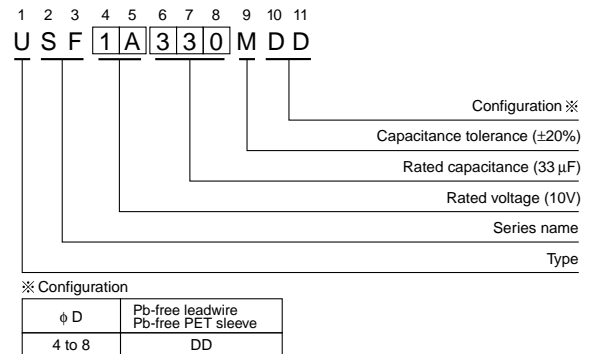 1 2 3 4 5 6 7 8 9 10 11
U S F 1 A 3 3 0 M D D
Configuration ※
Capacitance tolerance (±20%)
Rated capacitance (33 μF)
Rated voltage (10V)
Series name
Type
※ Configuration
ϕ D
Pb-free leadwire
Pb-free PET sleeve
4 to 8
DD